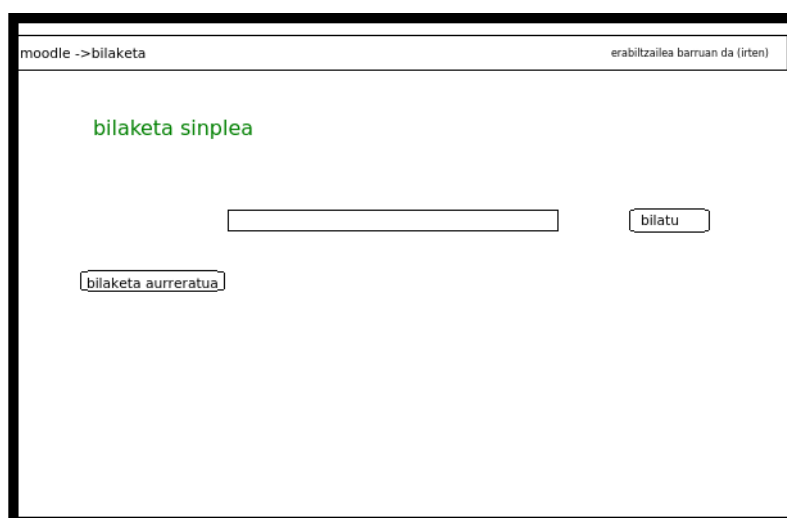 moodle ->bilaketa erabiltzailea barruan da (irten)
bilaketa sinplea
bilatu
bilaketa aurreratua